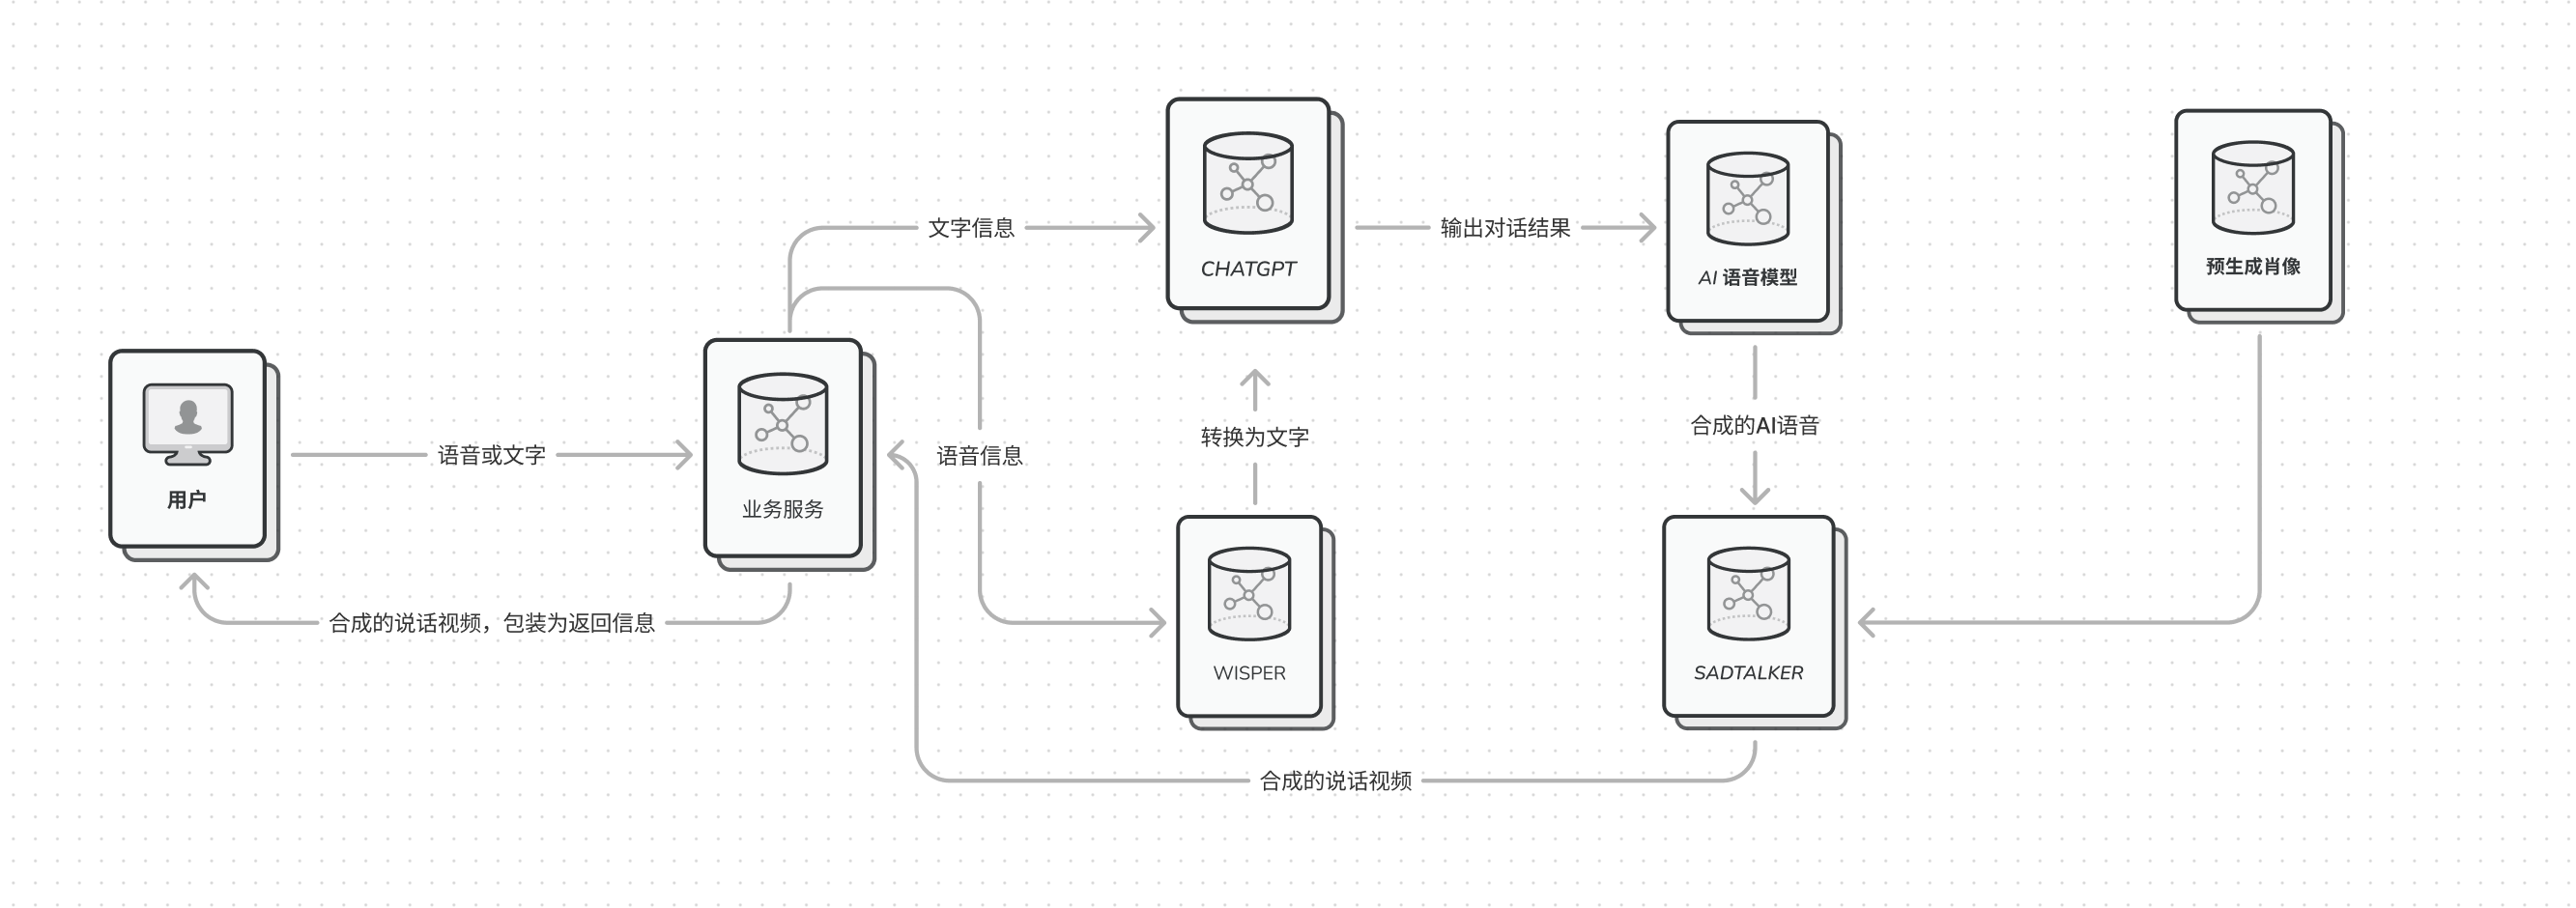 文字信息
CHATGPT
输出对话结果
AI 语音模型
预生成肖像
用户
语音或文字
业务服务
语音信息
转换为文字
合成的AI语音
合成的说话视频，包装为返回信息
WISPER
SADTALKER
合成的说话视频